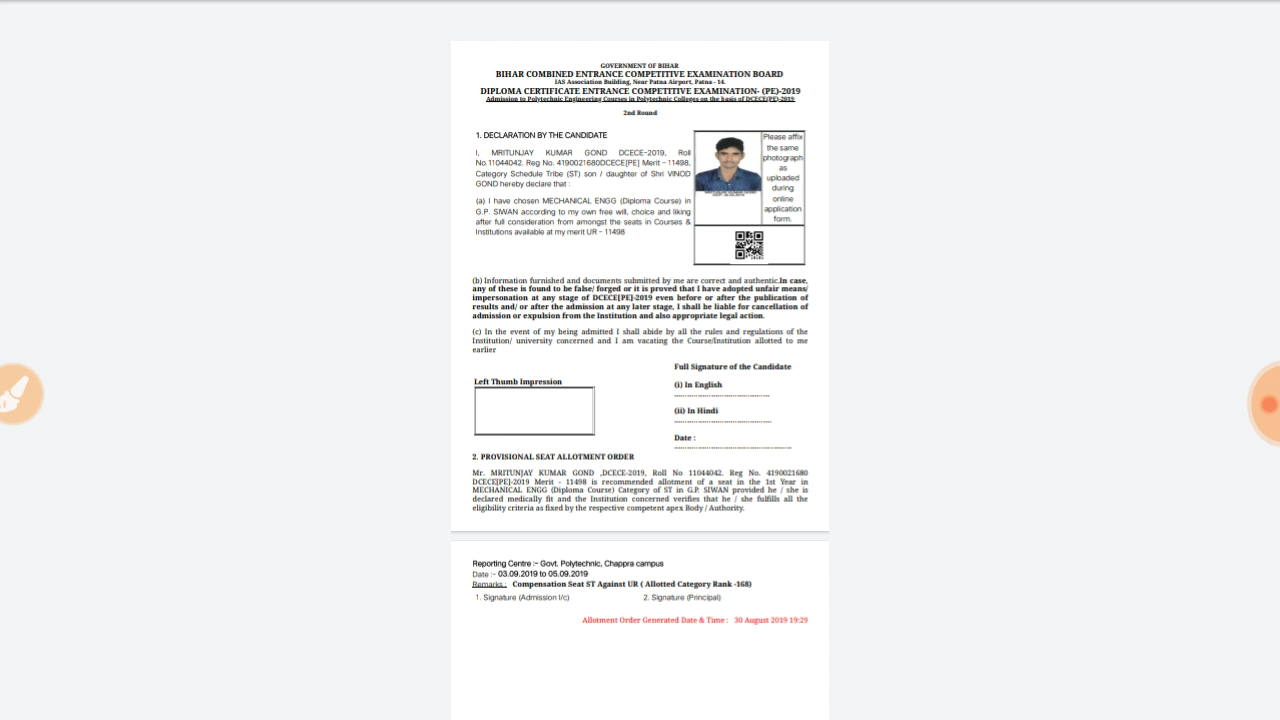 GOVERNMENT OF BIHAR
BIHAR COMBINED ENTRANCE COMPETITIVE EXAMINATION BOARD
IAS Association Building, Near Patna Airport, Patna - 14.
DIPLOMA CERTIFICATE ENTRANCE COMPETITIVE EXAMINATION- (PE)-2019
Admission to Polytechnic Engineering Courses in Polytechnic Colleges on the basis of DCECE(PE)-2019
2nd Round
1. DECLARATION BY THE CANDIDATE
I, MRITUNJAY KUMAR GOND DCECE-2019, Roll
No.11044042. Reg No. 4190021680DCECE[PE] Merit - 11498,
Category Schedule Tribe (ST) son / daughter of Shri VINOD
GOND hereby declare that :
(a) I have chosen MECHANICAL ENGG (Diploma Course) in
G.P. SIWAN according to my own free will, choice and liking
after full consideration from amongst the seats in Courses &
Institutions available at my merit UR - 11498
Please affix
the same
photograph
as
uploaded
during
online
application
form.
(b) Information furnished and documents submitted by me are correct and authentic.In case,
any of these is found to be false/ forged or it is proved that I have adopted unfair means/
impersonation at any stage of DCECE[PE]-2019 even before or after the publication of
results and/ or after the admission at any later stage, I shall be liable for cancellation of
admission or expulsion from the Institution and also appropriate legal action.
(c) In the event of my being admitted I shall abide by all the rules and regulations of the
Institution/ university concerned and I am vacating the Course/Institution allotted to me
earlier
Full Signature of the Candidate
Left Thumb Impression
(i) In English
(ii) In Hindi
Date :
2. PROVISIONAL SEAT ALLOTMENT ORDER
Mr. MRITUNJAY KUMAR GOND ,DCECE-2019, Roll No 11044042. Reg No. 4190021680
DCECE[PE]-2019 Merit - 11498 is recommended allotment of a seat in the 1st Year in
MECHANICAL ENGG (Diploma Course) Category of ST in G.P. SIWAN provided he / she is
declared medically fit and the Institution concerned verifies that he / she fulfills all the
eligibility criteria as fixed by the respective competent apex Body / Authority.
Reporting Centre :- Govt. Polytechnic, Chappra campus
Date :- 03.09.2019 to 05.09.2019
Remarks : Compensation Seat ST Against UR ( Allotted Category Rank -168)
1. Signature (Admission I/c) 2. Signature (Principal)
Allotment Order Generated Date & Time : 30 August 2019 19:29